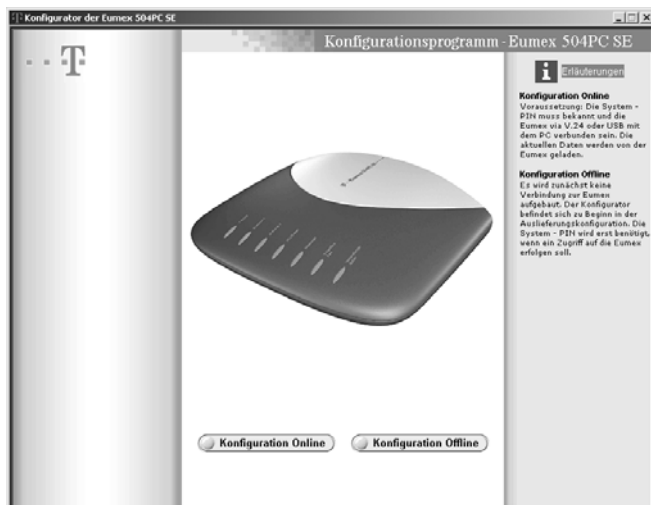 Konfigurator der Eumex 504PC SE
Konfigurationsprogramm - Eumex 504PC SE
T
i Erläuterungen
Konfiguration Online
Voraussetzung: Die System -
PIN muss bekannt und die
Eumex via V.24 oder USB mit
dem PC verbunden sein. Die
aktuellen Daten werden von der
Eumex geladen.
Konfiguration Offline
Es wird zunächst keine
Verbindung zur Eumex
aufgebaut. Der Konfigurator
befindet sich zu Beginn in der
Auslieferungskonfiguration. Die
System - PIN wird erst benötigt,
wenn ein Zugriff auf die Eumex
erfolgen soll.
Konfiguration Online
Konfiguration Offline